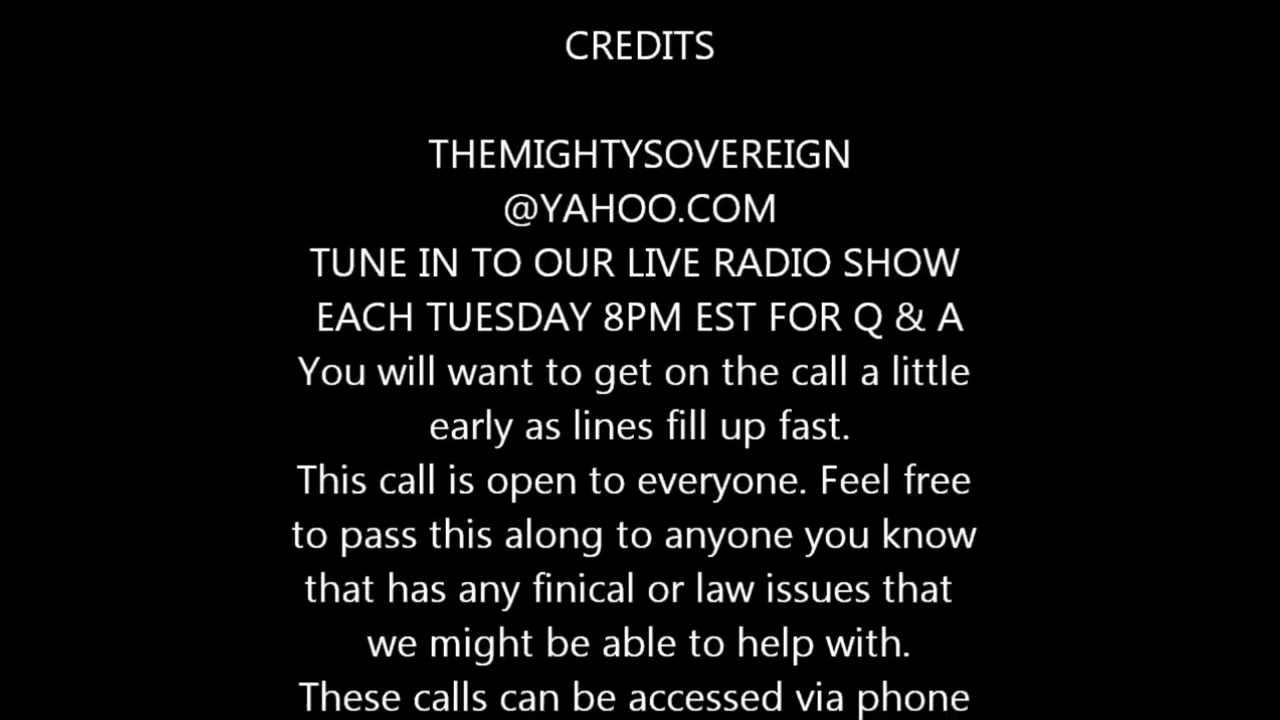 CREDITS
THEMIGHTYSOVEREIGN
@YAHOO.COM
TUNE IN TO OUR LIVE RADIO SHOW
EACH TUESDAY 8PM EST FOR Q & A
You will want to get on the call a little
early as lines fill up fast.
This call is open to everyone. Feel free
to pass this along to anyone you know
that has any finical or law issues that
we might be able to help with.
These calls can be accessed via phone